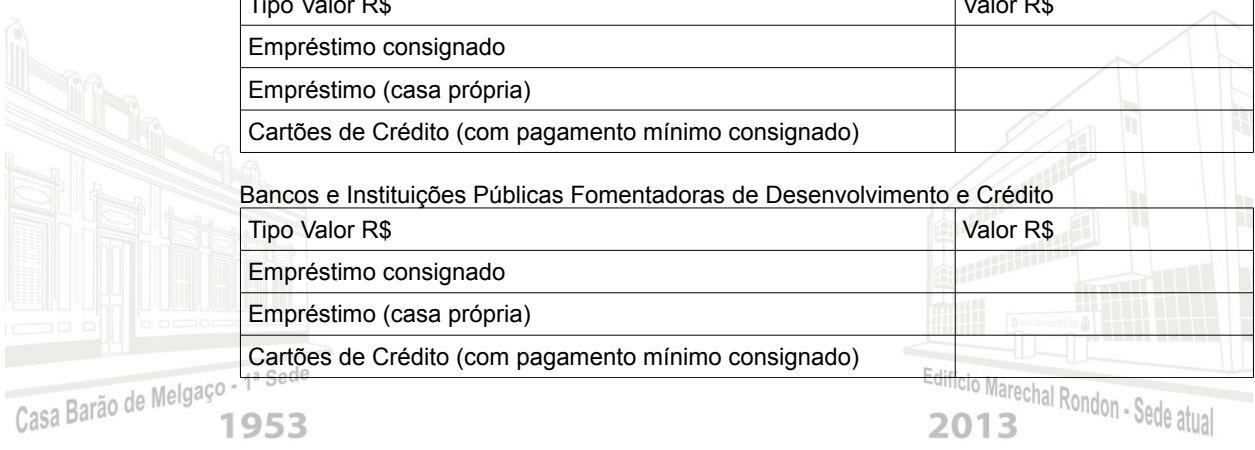 Tipo Valor R$ Valor R$
Empréstimo consignado
Empréstimo (casa própria)
Cartões de Crédito (com pagamento mínimo consignado)
Bancos e Instituições Públicas Fomentadoras de Desenvolvimento e Crédito
Tipo Valor R$ Valor R$
Empréstimo consignado
Empréstimo (casa própria)
Cartões de Crédito (com pagamento mínimo consignado)
Casa Barão de Melgaço - 1ª Sede
1953
Edifício Marechal Rondon - Sede atual
2013